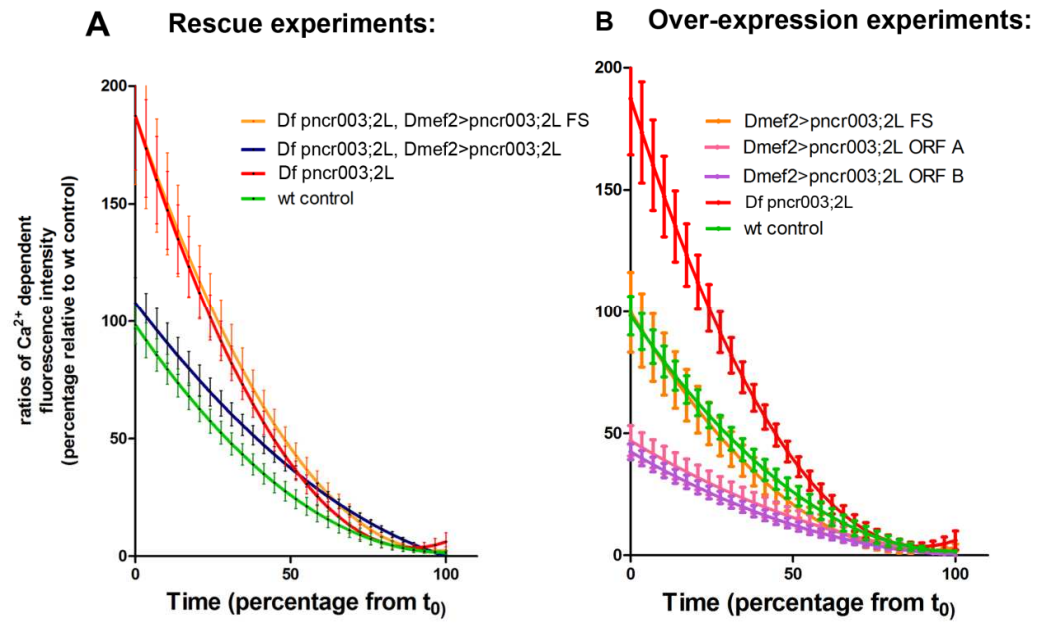 A Rescue experiments:
200
150
100
50
0
0 50 100
ratios of Ca2+ dependent
fluorescence intensity
(percentage relative to wt control)
Df pncr003;2L, Dmef2>pncr003;2L FS
Df pncr003;2L, Dmef2>pncr003;2L
Df pncr003;2L
wt control
Time (percentage from t0)
B Over-expression experiments:
200
150
100
50
0
0 50 100
Dmef2>pncr003;2L FS
Dmef2>pncr003;2L ORF A
Dmef2>pncr003;2L ORF B
Df pncr003;2L
wt control
Time (percentage from t0)